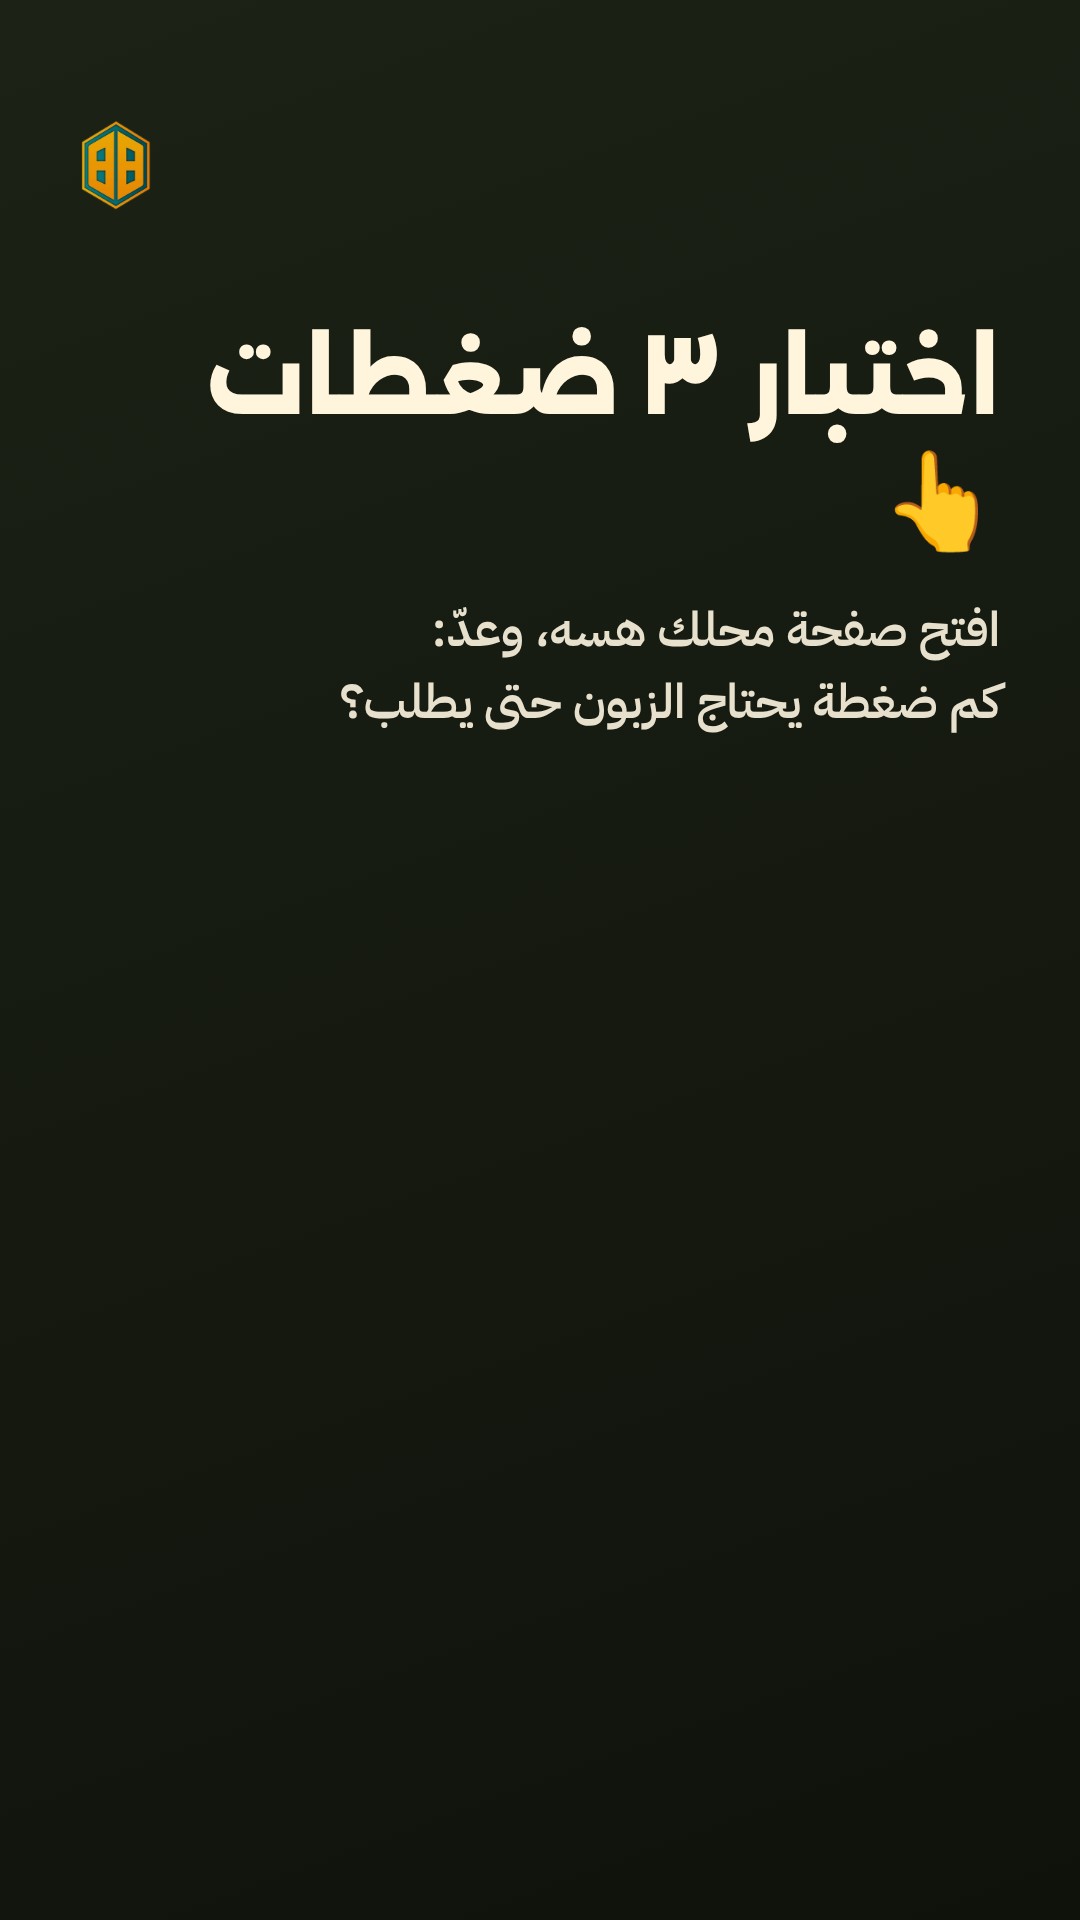 اختبار ٣ ضغطات
👆
افتح صفحة محلك هسه، وعدّ:
كم ضغطة يحتاج الزبون حتى يطلب؟